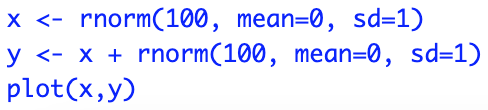 x <- rnorm(100, mean=0, sd=1)
y <- x + rnorm(100, mean=0, sd=1)
plot(x,y)